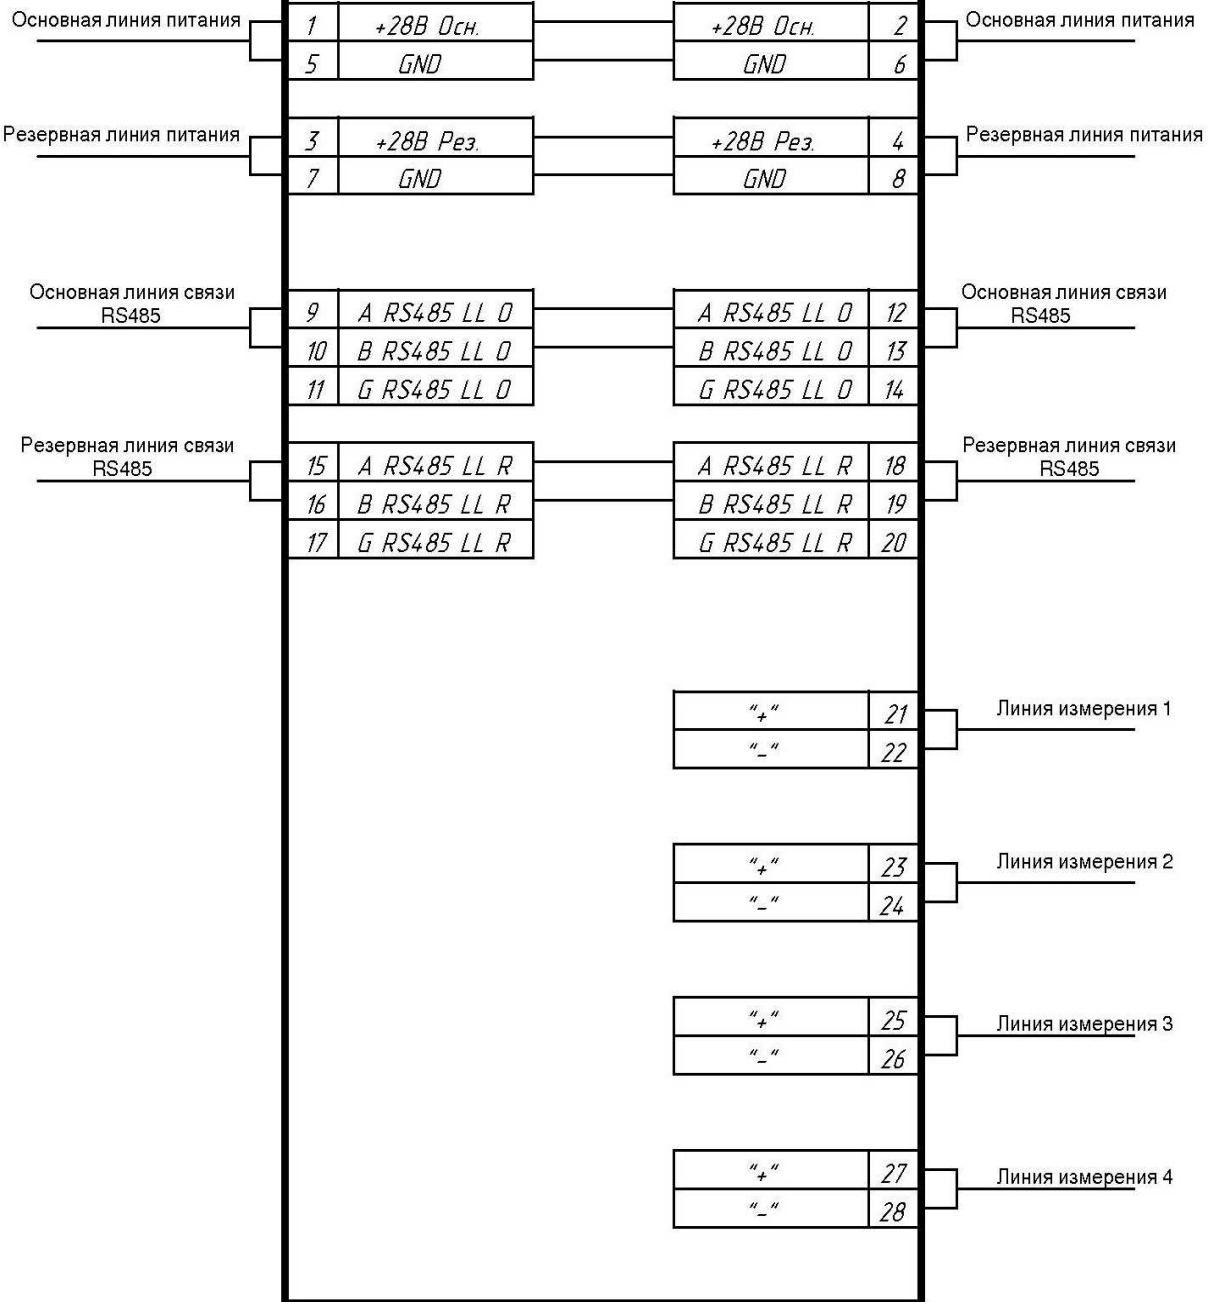 Основная линия питания 1 +28В Осн. +28В Осн. 2 Основная линия питания
5 GND GND 6
Резервная линия питания 3 +28В Рез. +28В Рез. 4 Резервная линия питания
7 GND GND 8
Основная линия связи Основная линия связи
RS485 9 A RS485 LL O A RS485 LL O 12 RS485
10 B RS485 LL O B RS485 LL O 13
11 G RS485 LL O G RS485 LL O 14
Резервная линия связи Резервная линия связи
RS485 15 A RS485 LL R A RS485 LL R 18 RS485
16 B RS485 LL R B RS485 LL R 19
17 G RS485 LL R G RS485 LL R 20
“+“ 21 Линия измерения 1
“–“ 22
“+“ 23 Линия измерения 2
“–“ 24
“+“ 25 Линия измерения 3
“–“ 26
“+“ 27 Линия измерения 4
“–“ 28